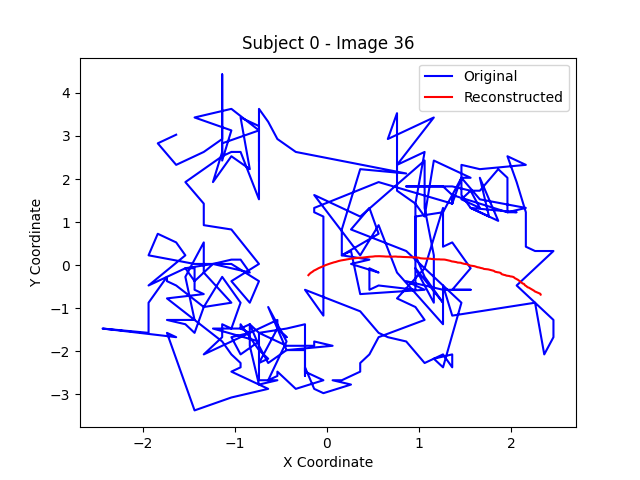 Subject 0 - Image 36
Original
Reconstructed
Y Coordinate
4
3
2
1
0
−1
−2
−3
−2
−1
0
1
2
X Coordinate